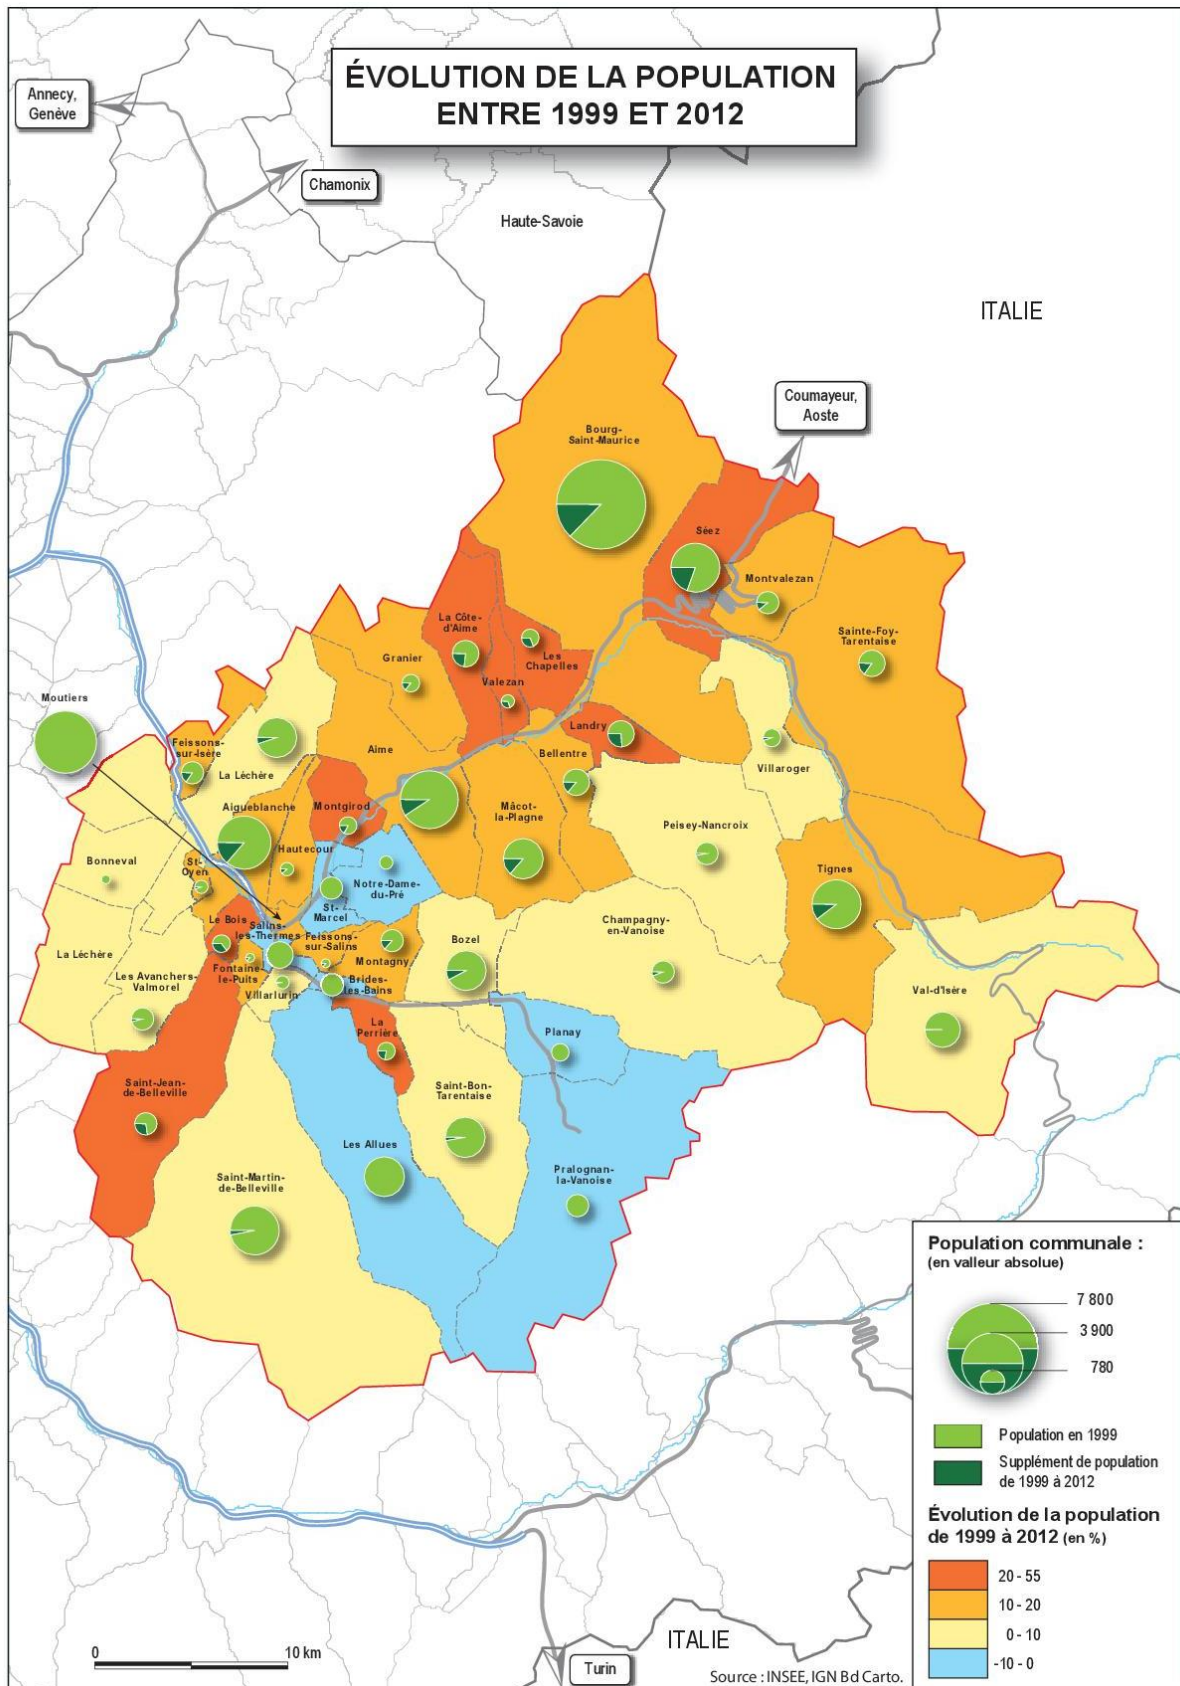 ÉVOLUTION DE LA POPULATION
ENTRE 1999 ET 2012
Annecy,
Genève
Chamonix
Haute-Savoie
ITALIE
Coumayeur,
Aoste
Bourg-
Saint-Maurice
Séez
Montvalezan
Sainte-Foy-
Tarentaise
La Côte-
d'Aime
Les
Chapelles
Granier
Valezan
Moutiers
Landry
Feissons-
sur-Isère
La Léchère
Aime
Bellentre
Villaroger
Aigueblanche
Montgirod
Mâcot-
la-Plagne
Peisey-Nancroix
Hautecour
Bonneval
St-
Oyen
Notre-Dame-
du-Pré
Tignes
St-
Marcel
Le Bois
Salins-
les-Thermes
Feissons-
sur-Salins
Champagny-
en-Vanoise
Bozel
La Léchère
Montagny
Les Avanchers-
Valmorel
Fontaine-
le-Puits
Villarlurin
Brides-
les-Bains
Val-d'Isère
La
Perrière
Planay
Saint-Jean-
de-Belleville
Saint-Bon-
Tarentaise
Les Allues
Saint-Martin-
de-Belleville
Pralognan-
la-Vanoise
Population communale :
(en valleur absolue)
7 800
3 900
780
Population en 1999
Supplément de population
de 1999 à 2012
Évolution de la population
de 1999 à 2012 (en %)
20 - 55
10 - 20
0 - 10
-10 - 0
0 10 km
ITALIE
Turin
Source : INSEE, IGN Bd Carto.